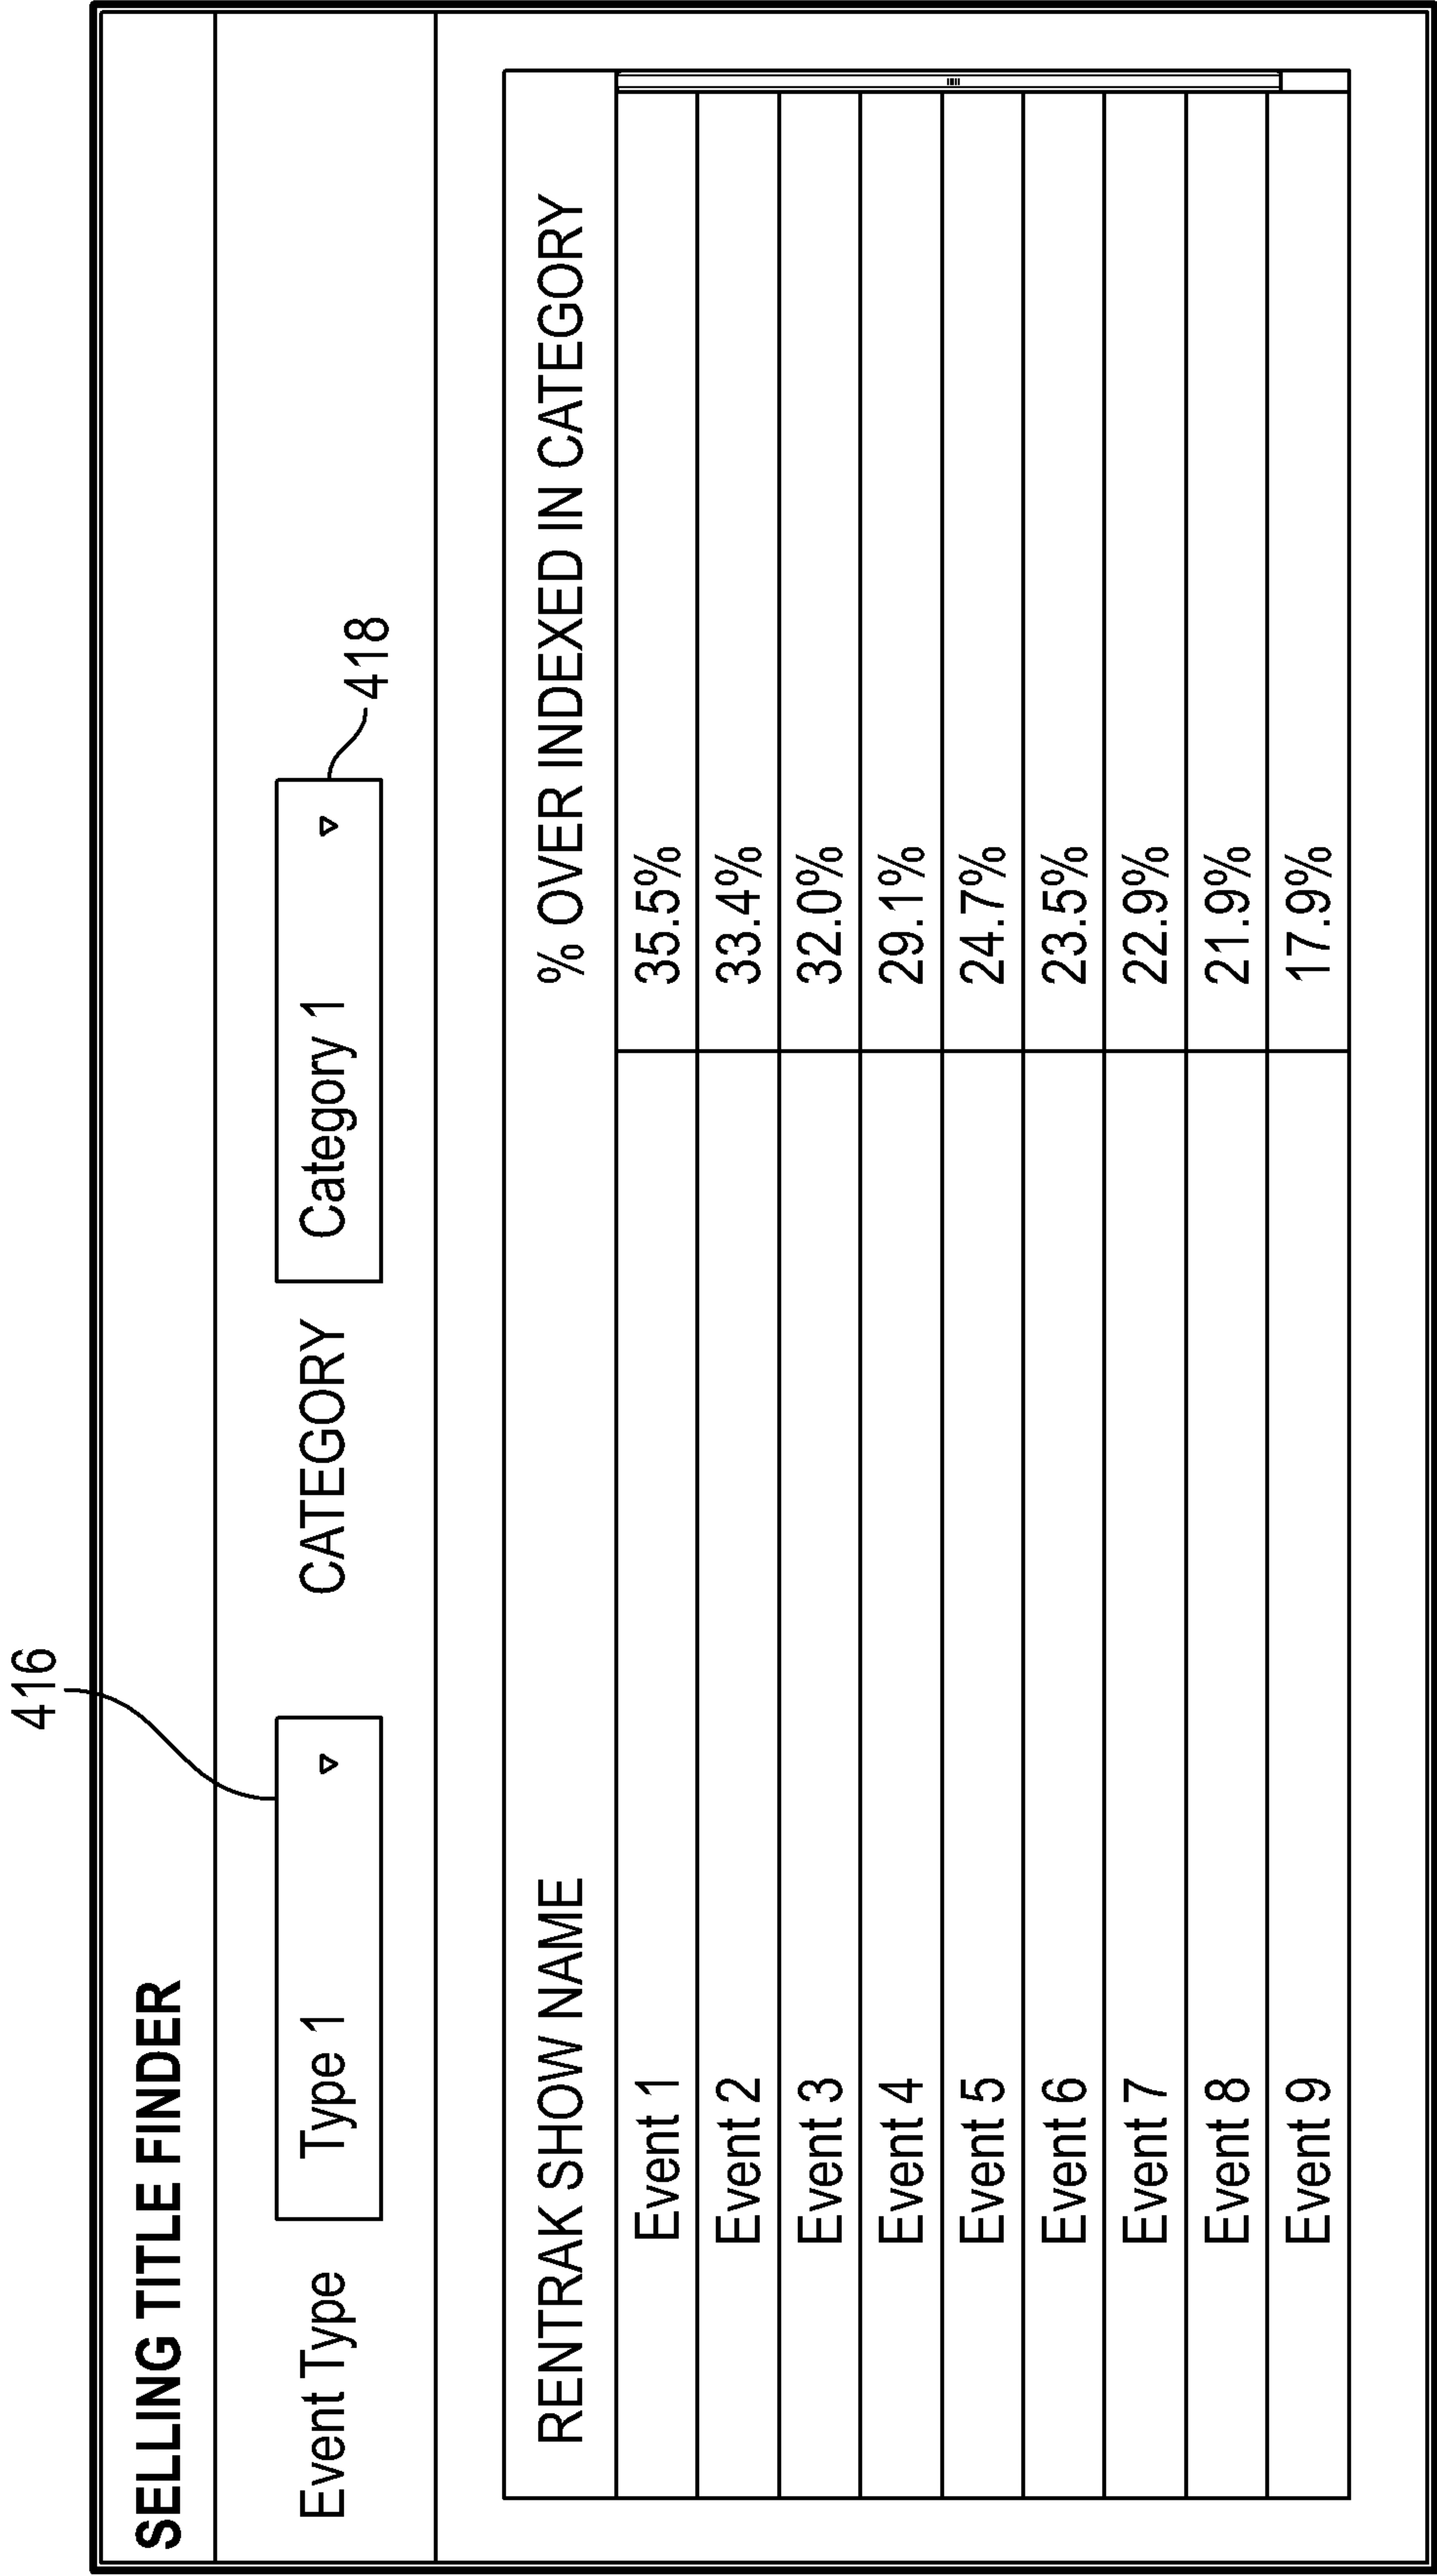 416
SELLING TITLE FINDER
Event Type Type 1 CATEGORY Category 1
418
RENTRAK SHOW NAME % OVER INDEXED IN CATEGORY
Event 1 35.5%
Event 2 33.4%
Event 3 32.0%
Event 4 29.1%
Event 5 24.7%
Event 6 23.5%
Event 7 22.9%
Event 8 21.9%
Event 9 17.9%